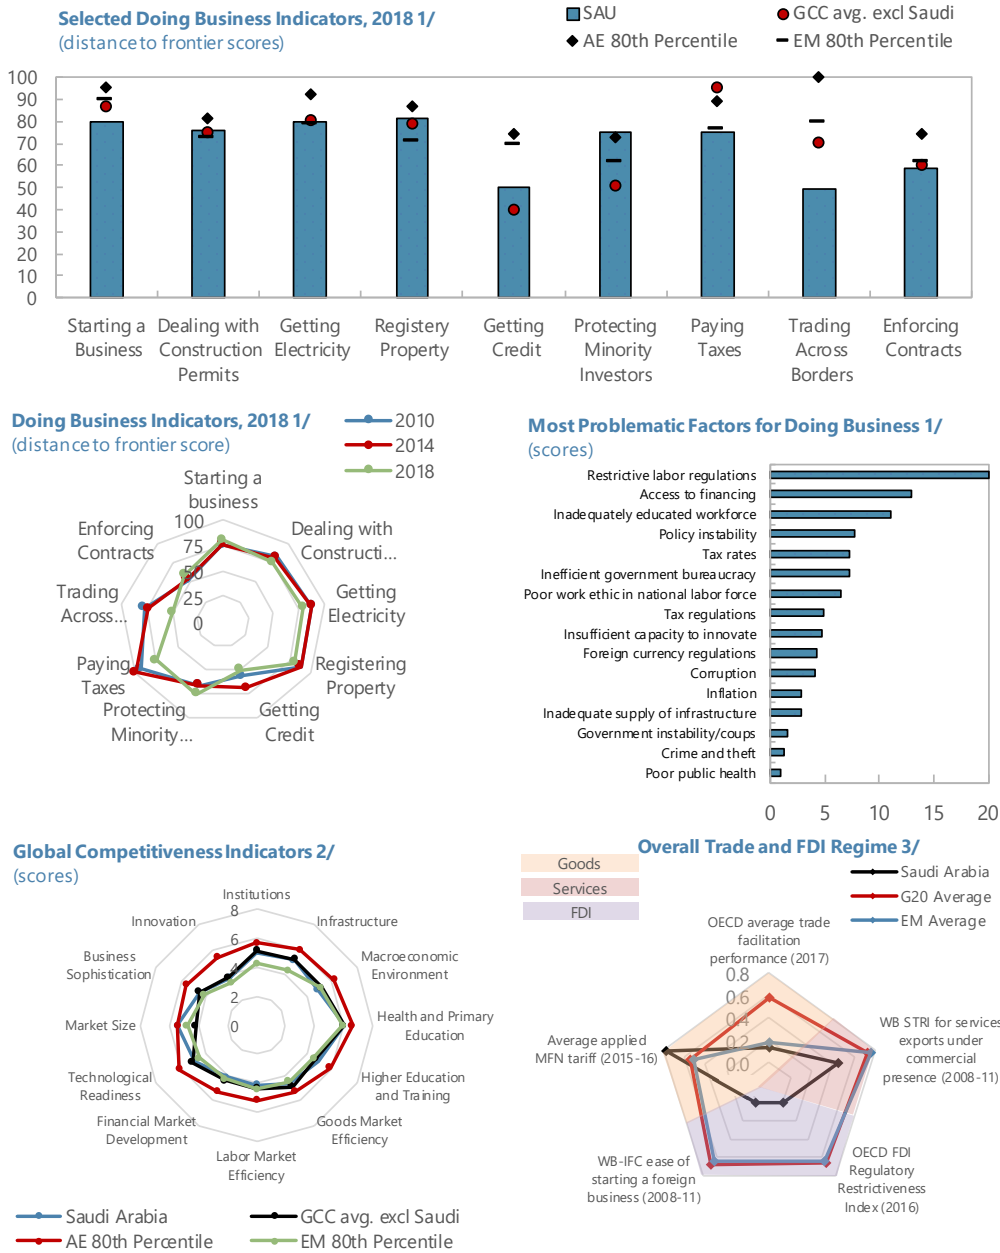 Selected Doing Business Indicators, 2018 1/
(distance to frontier scores)
SAU
GCC avg. excl Saudi
AE 80th Percentile
EM 80th Percentile
100
90
80
70
60
50
40
30
20
10
0
Starting a
Business
Dealing with
Construction
Permits
Getting
Electricity
Registery
Property
Getting
Credit
Protecting
Minority
Investors
Paying
Taxes
Trading
Across
Borders
Enforcing
Contracts
Doing Business Indicators, 2018 1/
(distance to frontier score)
2010
2014
2018
Starting a
business
Dealing with
Constructi...
Getting
Electricity
Registering
Property
Getting
Credit
Protecting
Minority...
Paying
Taxes
Trading
Across...
Enforcing
Contracts
100
75
50
25
0
Most Problematic Factors for Doing Business 1/
(scores)
Restrictive labor regulations
Access to financing
Inadequately educated workforce
Policy instability
Tax rates
Inefficient government bureaucracy
Poor work ethic in national labor force
Tax regulations
Insufficient capacity to innovate
Foreign currency regulations
Corruption
Inflation
Inadequate supply of infrastructure
Government instability/coups
Crime and theft
Poor public health
0 5 10 15 20
Global Competitiveness Indicators 2/
(scores)
Institutions
Infrastructure
Macroeconomic
Environment
Health and Primary
Education
Higher Education
and Training
Goods Market
Efficiency
Labor Market
Efficiency
Financial Market
Development
Technological
Readiness
Market Size
Business
Sophistication
Innovation
8
6
4
2
0
Saudi Arabia
GCC avg. excl Saudi
AE 80th Percentile
EM 80th Percentile
Overall Trade and FDI Regime 3/
Goods
Services
FDI
Saudi Arabia
G20 Average
EM Average
OECD average trade
facilitation
performance (2017)
0.8
0.6
0.4
0.2
0.0
WB STRI for services
exports under
commercial
presence (2008-11)
OECD FDI
Regulatory
Restrictiveness
Index (2016)
WB-IFC ease of
starting a foreign
business (2008-11)
Average applied
MFN tariff (2015-16)